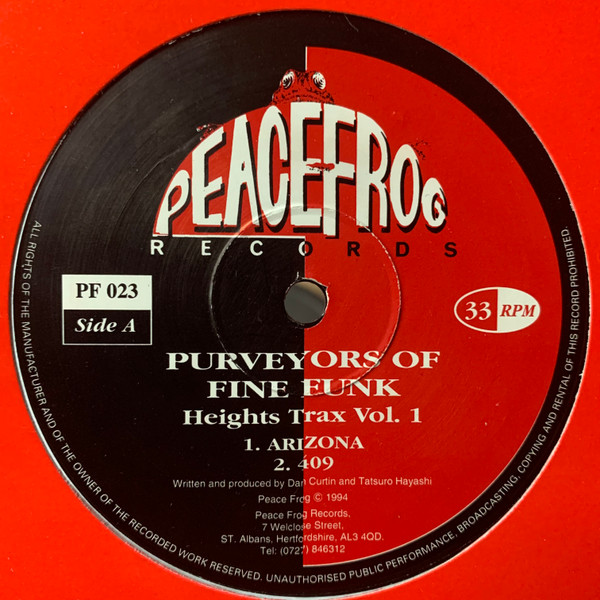 PEACEFROG
RECORDS
PF 023
Side A
33 RPM
PURVEYORS OF
FINE FUNK
Heights Trax Vol. 1
1. ARIZONA
2. 409
Written and produced by Dan Curtin and Tatsuro Hayashi
Peace Frog © 1994
Peace Frog Records,
7 Welclose Street,
ST. Albans, Hertfordshire, AL3 4QD.
Tel: (0727) 846312
ALL RIGHTS OF THE MANUFACTURER AND OF THE OWNER OF THE RECORDED WORK RESERVED. UNAUTHORISED PUBLIC PERFORMANCE, BROADCASTING, COPYING AND RENTAL OF THIS RECORD PROHIBITED.